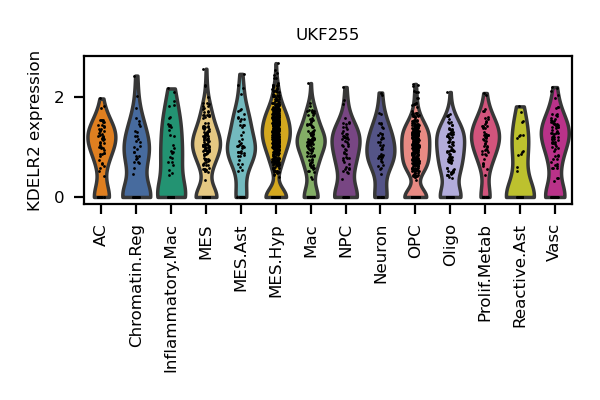 UKF255
KDELR2 expression
2
0
AC
Chromatin.Reg
Inflammatory.Mac
MES
MES.Ast
MES.Hyp
Mac
NPC
Neuron
OPC
Oligo
Prolif.Metab
Reactive.Ast
Vasc